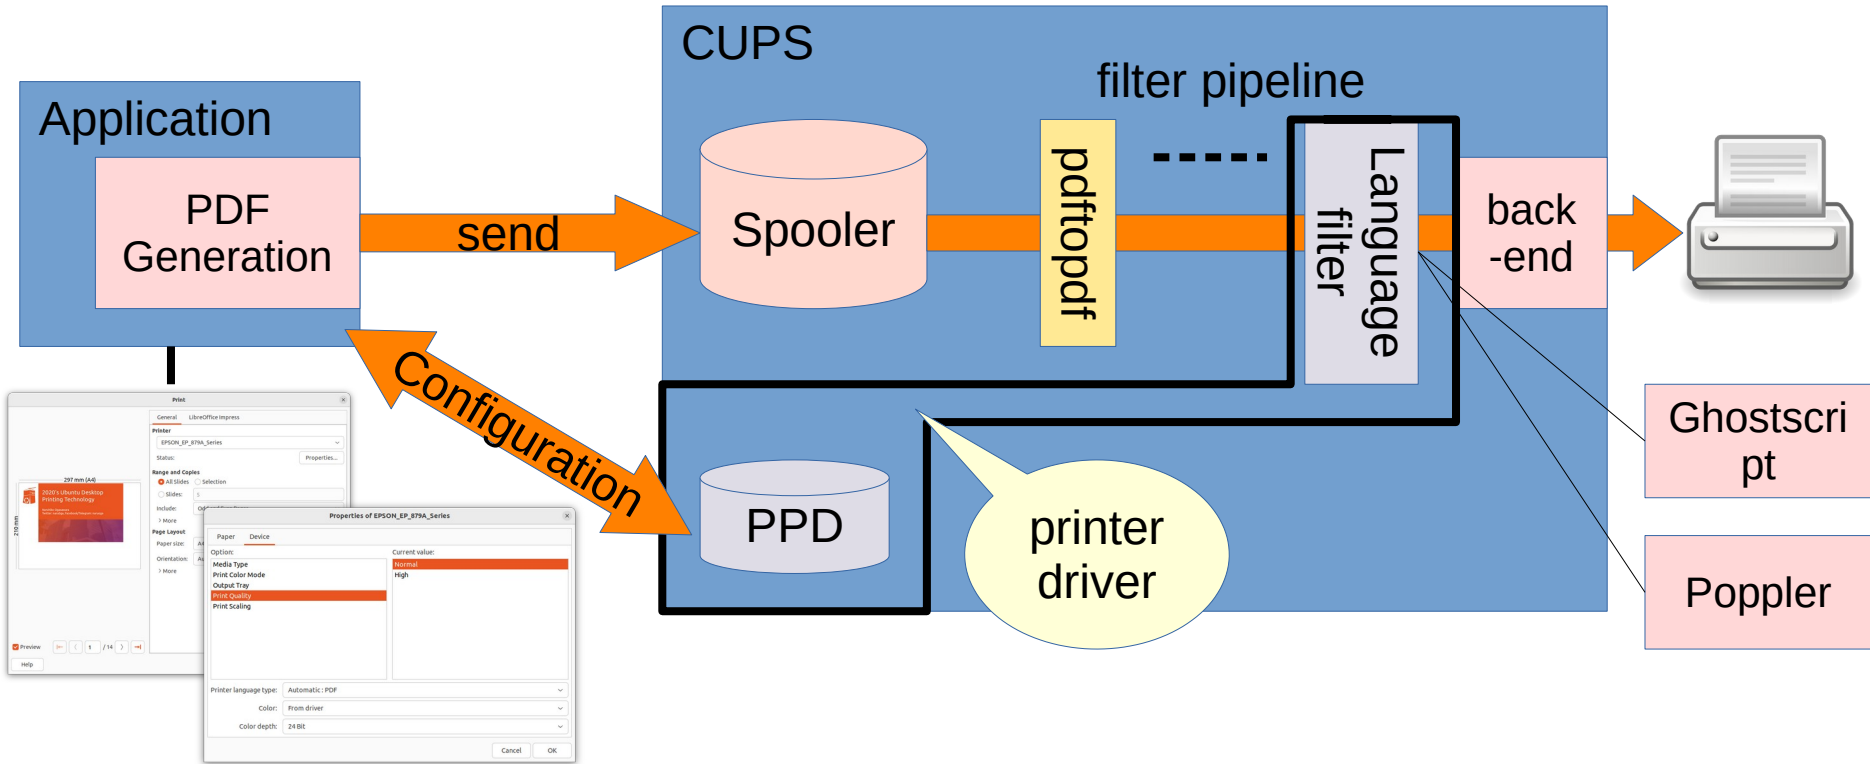 CUPS
filter pipeline
Application
PDF
Generation
send
Spooler
pdftopdf
Language
filter
back
-end
Configuration
PPD
printer
driver
Ghostscri
pt
Poppler
Print
General LibreOffice Impress
Printer
EPSON_EP_879A_Series
Status: Properties...
Range and Copies
All Slides Selection
Slides: 5
Include:
> More
Page Layout
Paper size:
Orientation:
> More
297 mm (A4)
210 mm
2020's Ubuntu Desktop
Printing Technology
Preview 1 / 14
Help
Properties of EPSON_EP_879A_Series
Paper Device
Option: Current value:
Media Type
Print Color Mode
Output Tray
Print Quality
Print Scaling
Normal
High
Printer language type: Automatic : PDF
Color: From driver
Color depth: 24 Bit
Cancel OK